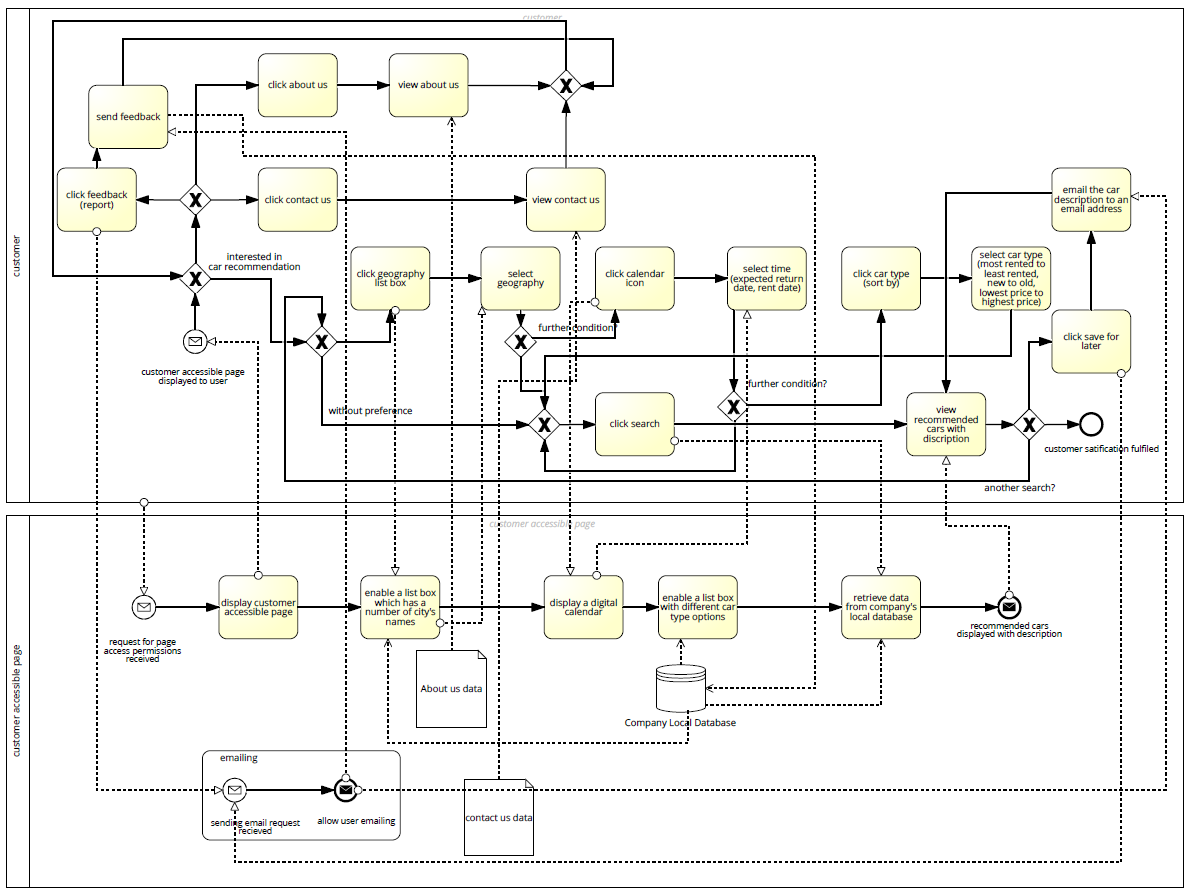 customer
customer
click about us
view about us
send feedback
click feedback
(report)
click contact us
view contact us
email the car
description to an
email address
interested in
car recommendation
click geography
list box
select
geography
click calendar
icon
select time
(expected return
date, rent date)
click car type
(sort by)
select car type
(most rented to
least rented,
new to old,
lowest price to
highest price)
further condition?
click save for
later
customer accessible page
displayed to user
further condition?
without preference
click search
view
recommended
cars with
discription
customer satification fulfiled
another search?
customer accessible page
customer accessible page
display customer
accessible page
enable a list box
which has a
number of city's
names
display a digital
calendar
enable a list box
with different car
type options
retrieve data
from company's
local database
request for page
access permissions
received
recommended cars
displayed with description
About us data
Company Local Database
emailing
sending email request
recieved
allow user emailing
contact us data